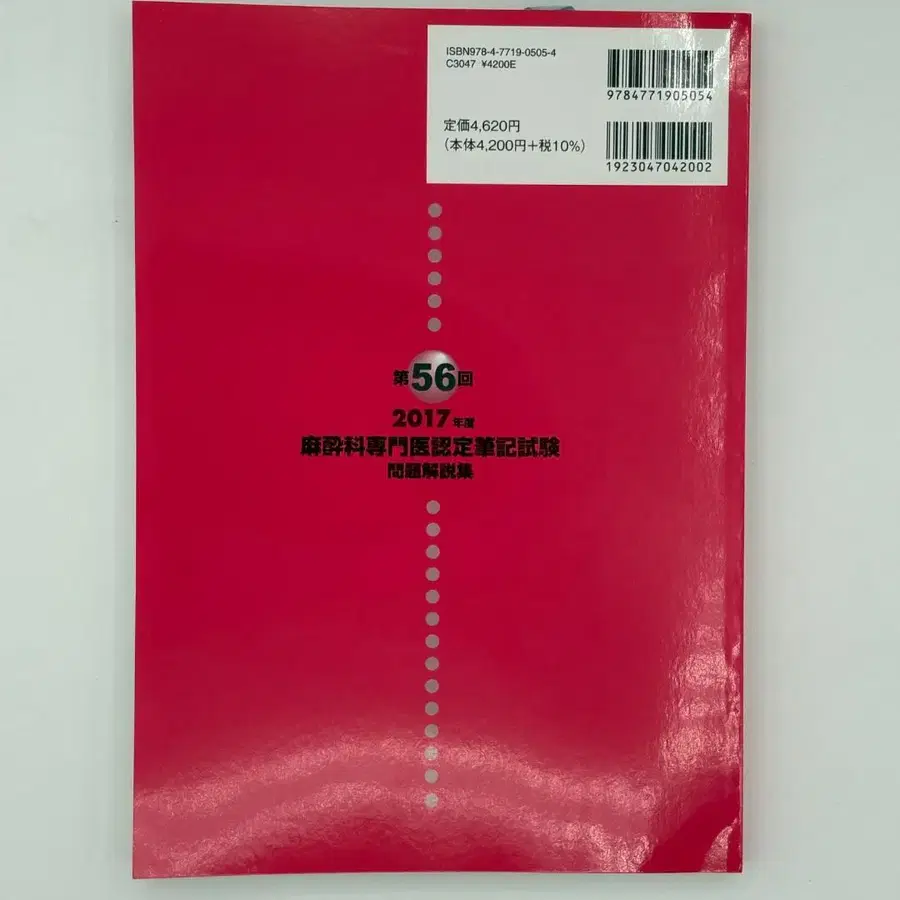 ISBN978-4-7719-0505-4
C3047 ¥4200E
9784771905054
定価4,620円
(本体4,200円+税10%)
1923047042002
第56回
2017年度
麻酔科専門医認定筆記試験
問題解説集